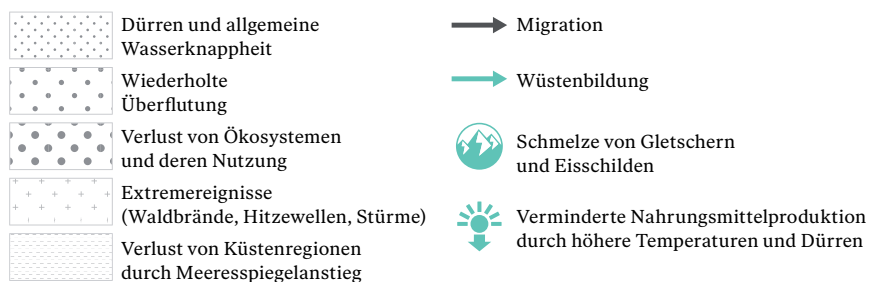 Dürren und allgemeine
Wasserknappheit
Wiederholte
Überflutung
Verlust von Ökosystemen
und deren Nutzung
Extremereignisse
(Waldbrände, Hitzewellen, Stürme)
Verlust von Küstenregionen
durch Meeresspiegelanstieg
Migration
Wüstenbildung
Schmelze von Gletschern
und Eisschilden
Verminderte Nahrungsmittelproduktion
durch höhere Temperaturen und Dürren